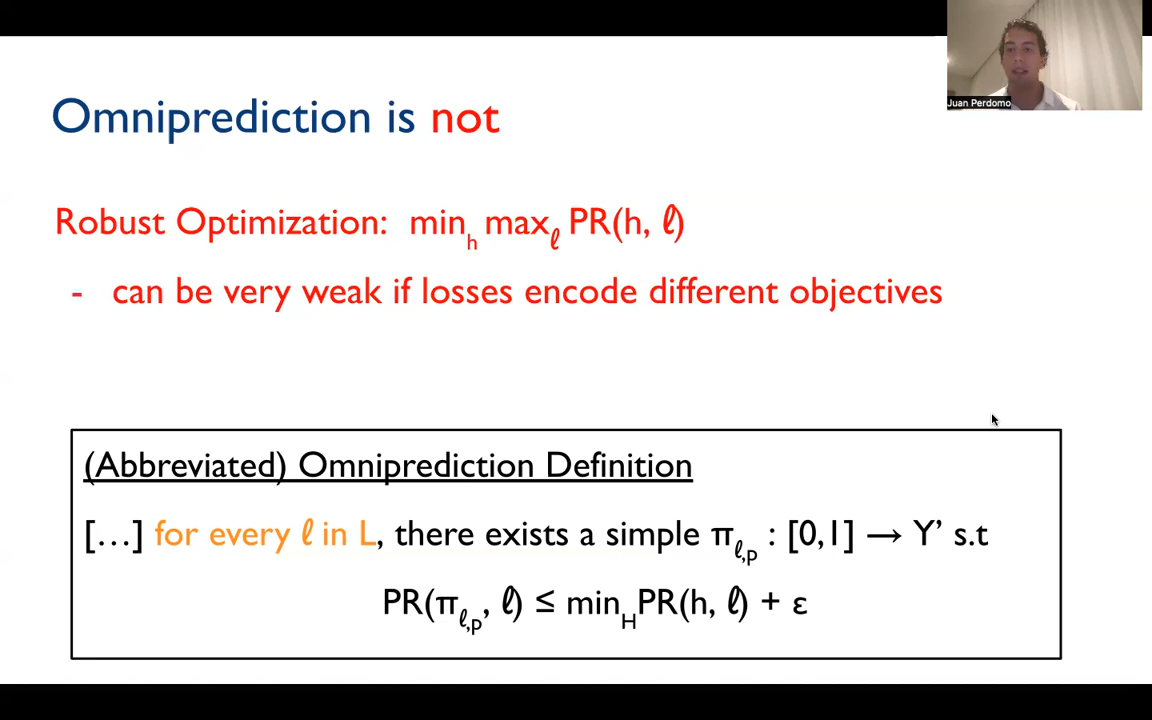 Juan Perdomo
Omniprediction is not
Robust Optimization: min_h max_ℓ PR(h, ℓ)
- can be very weak if losses encode different objectives
(Abbreviated) Omniprediction Definition
[…] for every ℓ in L, there exists a simple π_ℓ,p : [0,1] → Y’ s.t
PR(π_ℓ,p, ℓ) ≤ min_H PR(h, ℓ) + ε